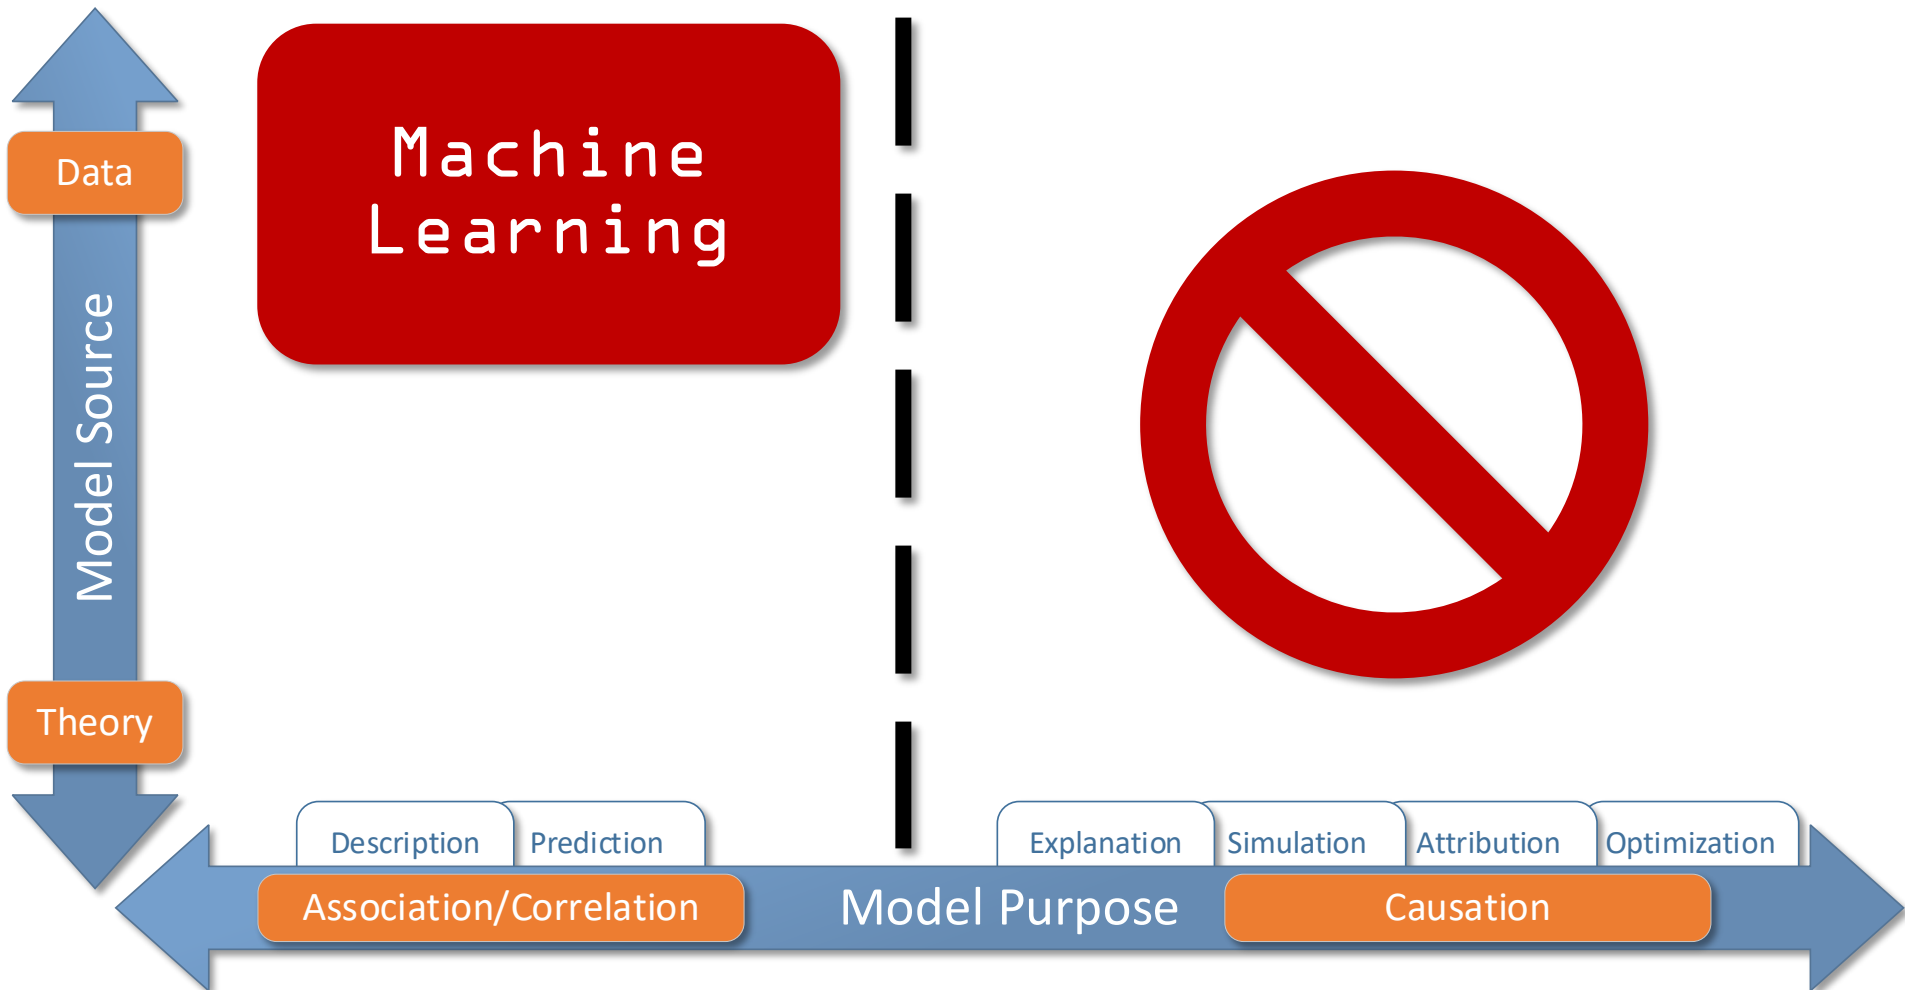 Machine
Learning
Data
Model Source
Theory
Description
Prediction
Explanation
Simulation
Attribution
Optimization
Association/Correlation
Model Purpose
Causation